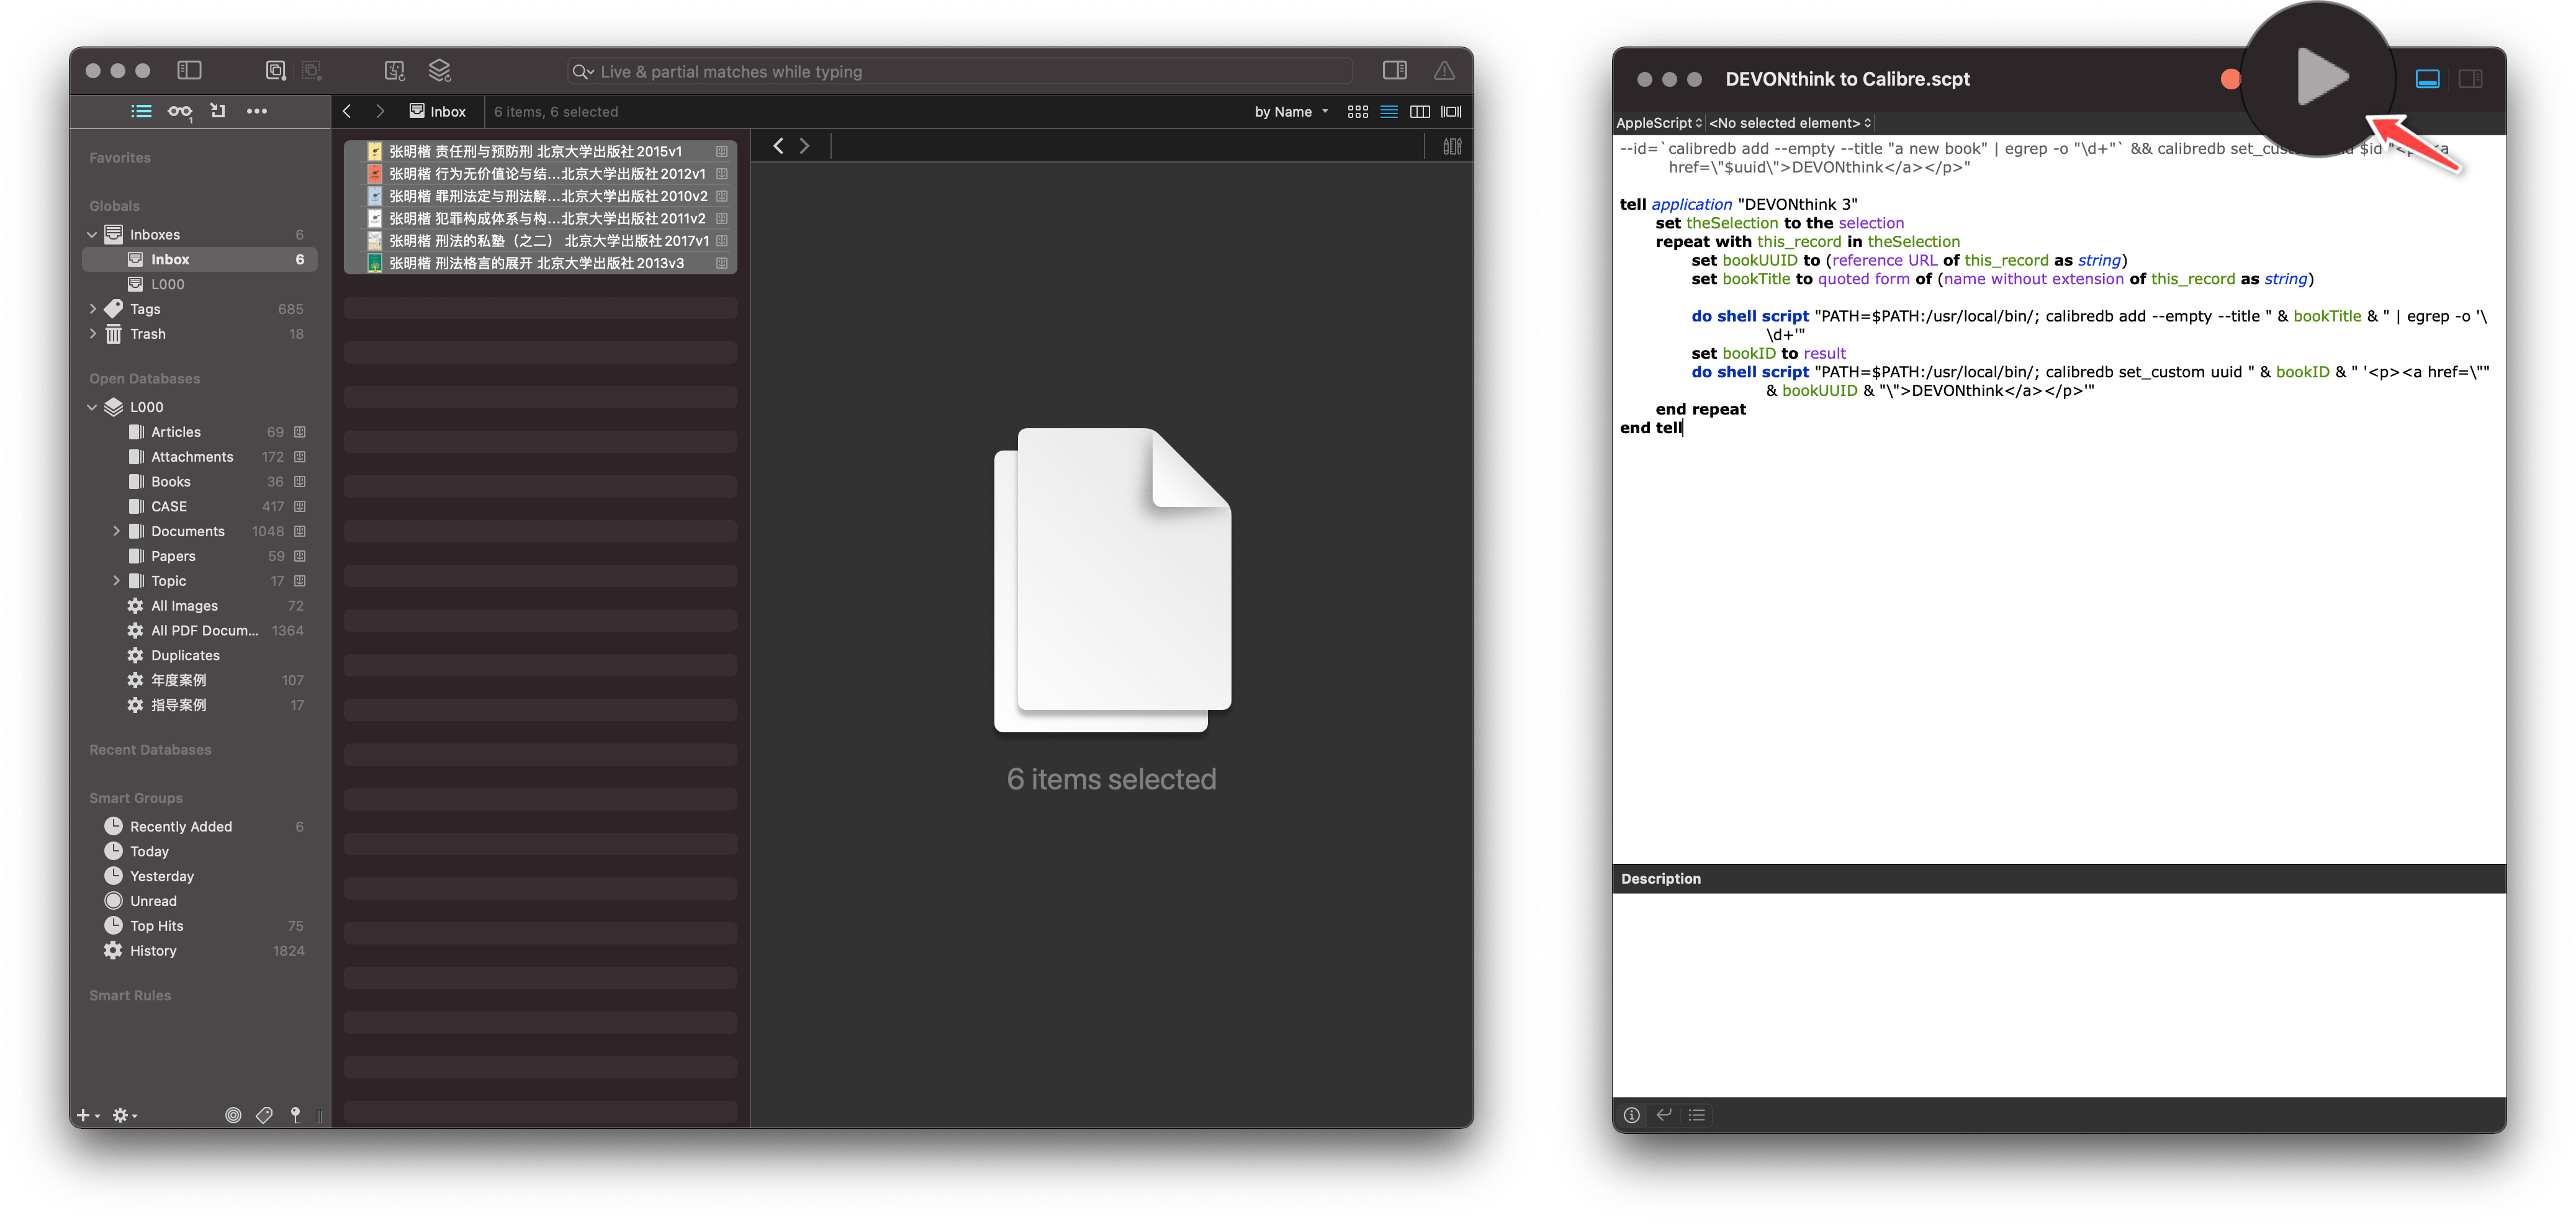 Live & partial matches while typing
Inbox
6 items, 6 selected
by Name
Favorites
Globals
Inboxes 6
Inbox 6
L000
Tags 685
Trash 18
Open Databases
L000
Articles 69
Attachments 172
Books 36
CASE 417
Documents 1048
Papers 59
Topic 17
All Images 72
All PDF Docum... 1364
Duplicates
年度案例 107
指导案例 17
Recent Databases
Smart Groups
Recently Added 6
Today
Yesterday
Unread
Top Hits 75
History 1824
Smart Rules
张明楷 责任刑与预防刑 北京大学出版社 2015v1
张明楷 行为无价值论与结...北京大学出版社 2012v1
张明楷 罪刑法定与刑法解...北京大学出版社 2010v2
张明楷 犯罪构成体系与构...北京大学出版社 2011v2
张明楷 刑法的私塾（之二） 北京大学出版社 2017v1
张明楷 刑法格言的展开 北京大学出版社 2013v3
6 items selected
DEVONthink to Calibre.scpt
AppleScript <No selected element>
--id=`calibredb add --empty --title "a new book" | egrep -o "\d+"` && calibredb $id "<p><a
href=\"$uuid\">DEVONthink</a></p>"
tell application "DEVONthink 3"
set theSelection to the selection
repeat with this_record in theSelection
set bookUUID to (reference URL of this_record as string)
set bookTitle to quoted form of (name without extension of this_record as string)
do shell script "PATH=$PATH:/usr/local/bin/; calibredb add --empty --title " & bookTitle & " | egrep -o '\
\d+'"
set bookID to result
do shell script "PATH=$PATH:/usr/local/bin/; calibredb set_custom uuid " & bookID & " '<p><a href=\""
& bookUUID & "\">DEVONthink</a></p>'"
end repeat
end tell
Description